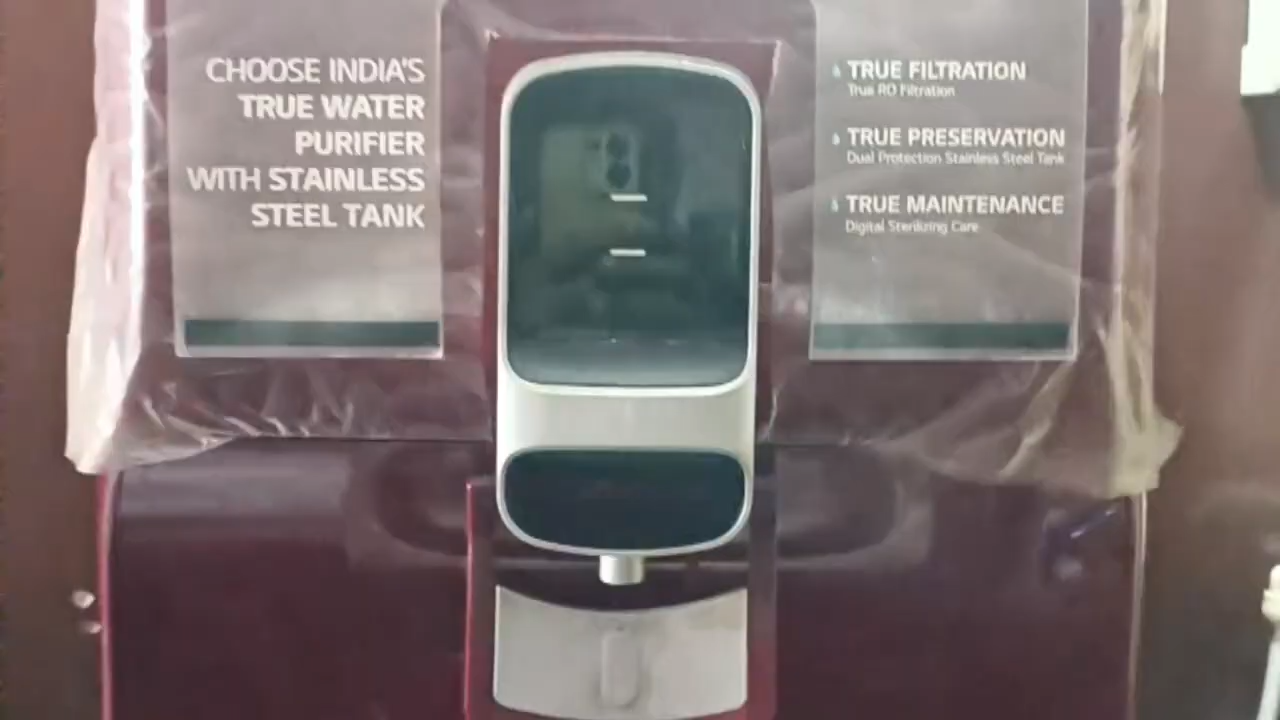 CHOOSE INDIA'S
TRUE WATER
PURIFIER
WITH STAINLESS
STEEL TANK
TRUE FILTRATION
True RO Filtration
TRUE PRESERVATION
Dual Protection Stainless Steel Tank
TRUE MAINTENANCE
Digital Sterilizing Care